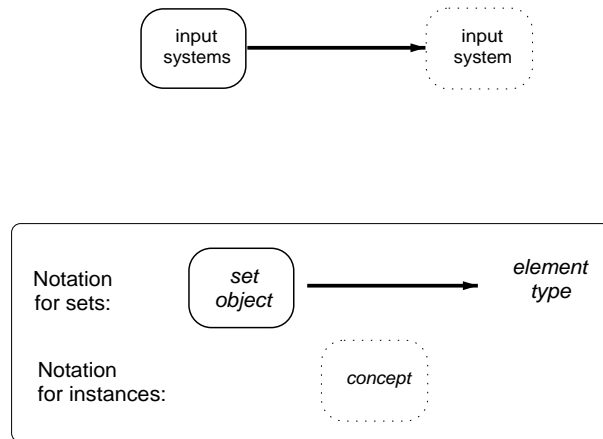 input
systems
input
system
Notation
for sets:
set
object
element
type
Notation
for instances:
concept